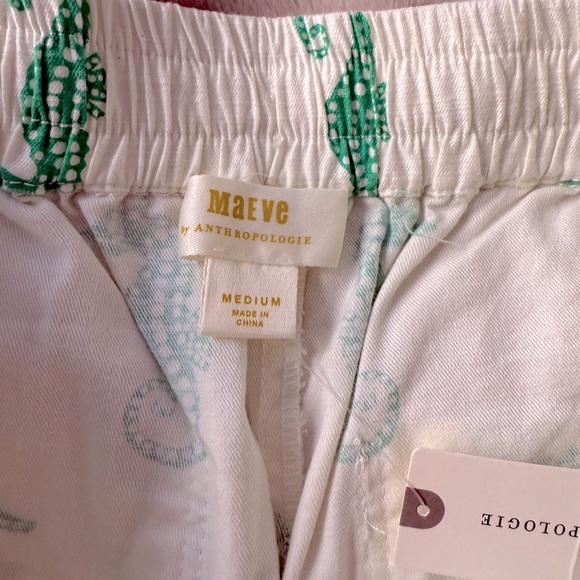 MaEve
by ANTHROPOLOGIE
MEDIUM
MADE IN
CHINA
POLOGIE